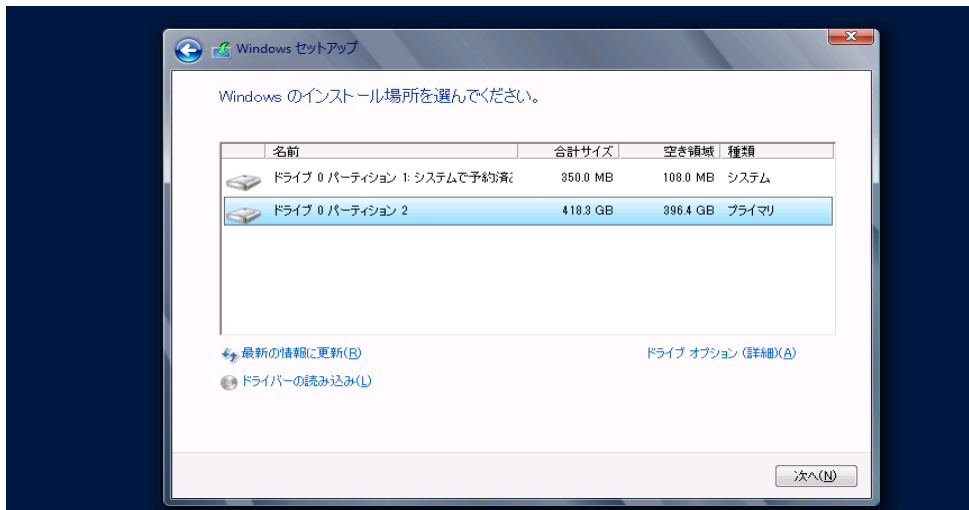 Windows セットアップ
Windows のインストール場所を選んでください。
名前 合計サイズ 空き領域 種類
ドライブ 0 パーティション 1: システムで予約済 350.0 MB 108.0 MB システム
ドライブ 0 パーティション 2 418.3 GB 396.4 GB プライマリ
最新の情報に更新(R) ドライブ オプション (詳細)(A)
ドライバーの読み込み(L)
次へ(N)